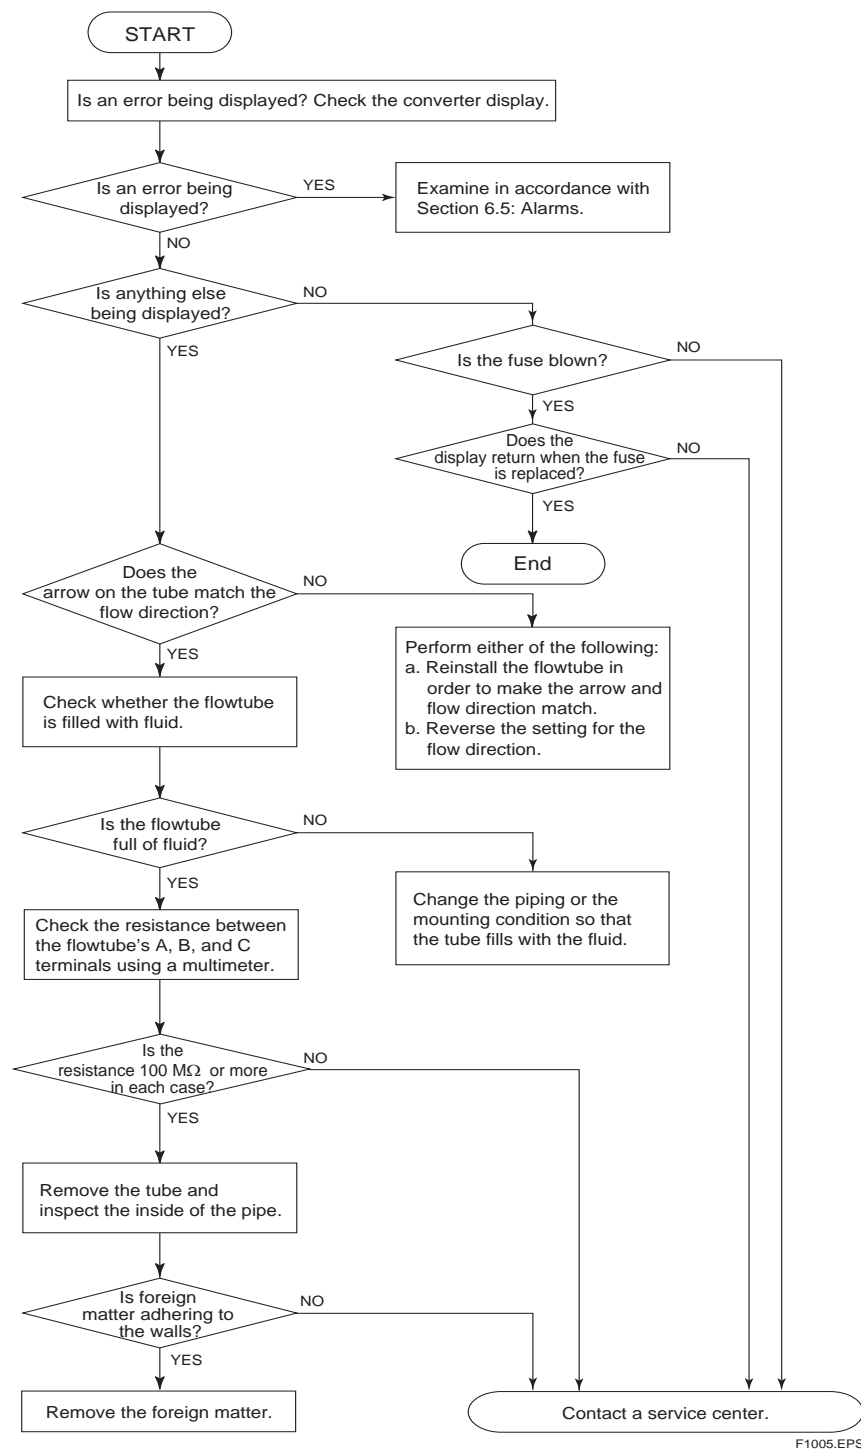 START
Is an error being displayed? Check the converter display.
Is an error being
displayed?
YES
Examine in accordance with
Section 6.5: Alarms.
NO
Is anything else
being displayed?
NO
YES
Is the fuse blown?
NO
YES
Does the
display return when the fuse
is replaced?
NO
YES
End
Does the
arrow on the tube match the
flow direction?
NO
YES
Perform either of the following:
a. Reinstall the flowtube in
order to make the arrow and
flow direction match.
b. Reverse the setting for the
flow direction.
Check whether the flowtube
is filled with fluid.
Is the flowtube
full of fluid?
NO
YES
Change the piping or the
mounting condition so that
the tube fills with the fluid.
Check the resistance between
the flowtube's A, B, and C
terminals using a multimeter.
Is the
resistance 100 MΩ or more
in each case?
NO
YES
Remove the tube and
inspect the inside of the pipe.
Is foreign
matter adhering to
the walls?
NO
YES
Remove the foreign matter.
Contact a service center.
F1005.EPS